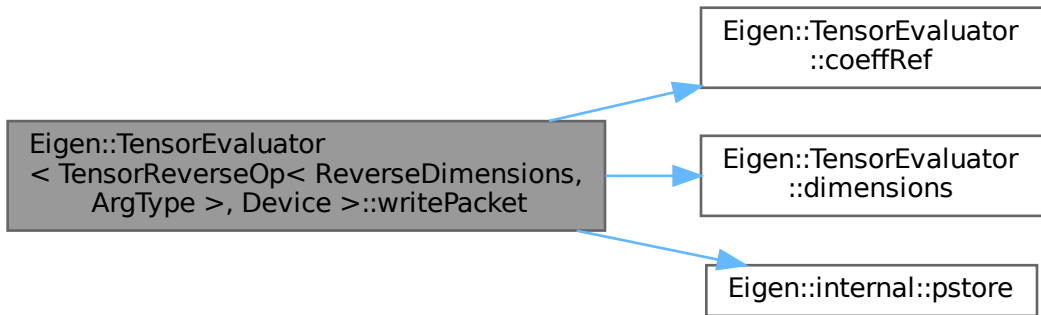 Eigen::TensorEvaluator
< TensorReverseOp< ReverseDimensions,
ArgType >, Device >::writePacket
Eigen::TensorEvaluator
::coeffRef
Eigen::TensorEvaluator
::dimensions
Eigen::internal::pstore